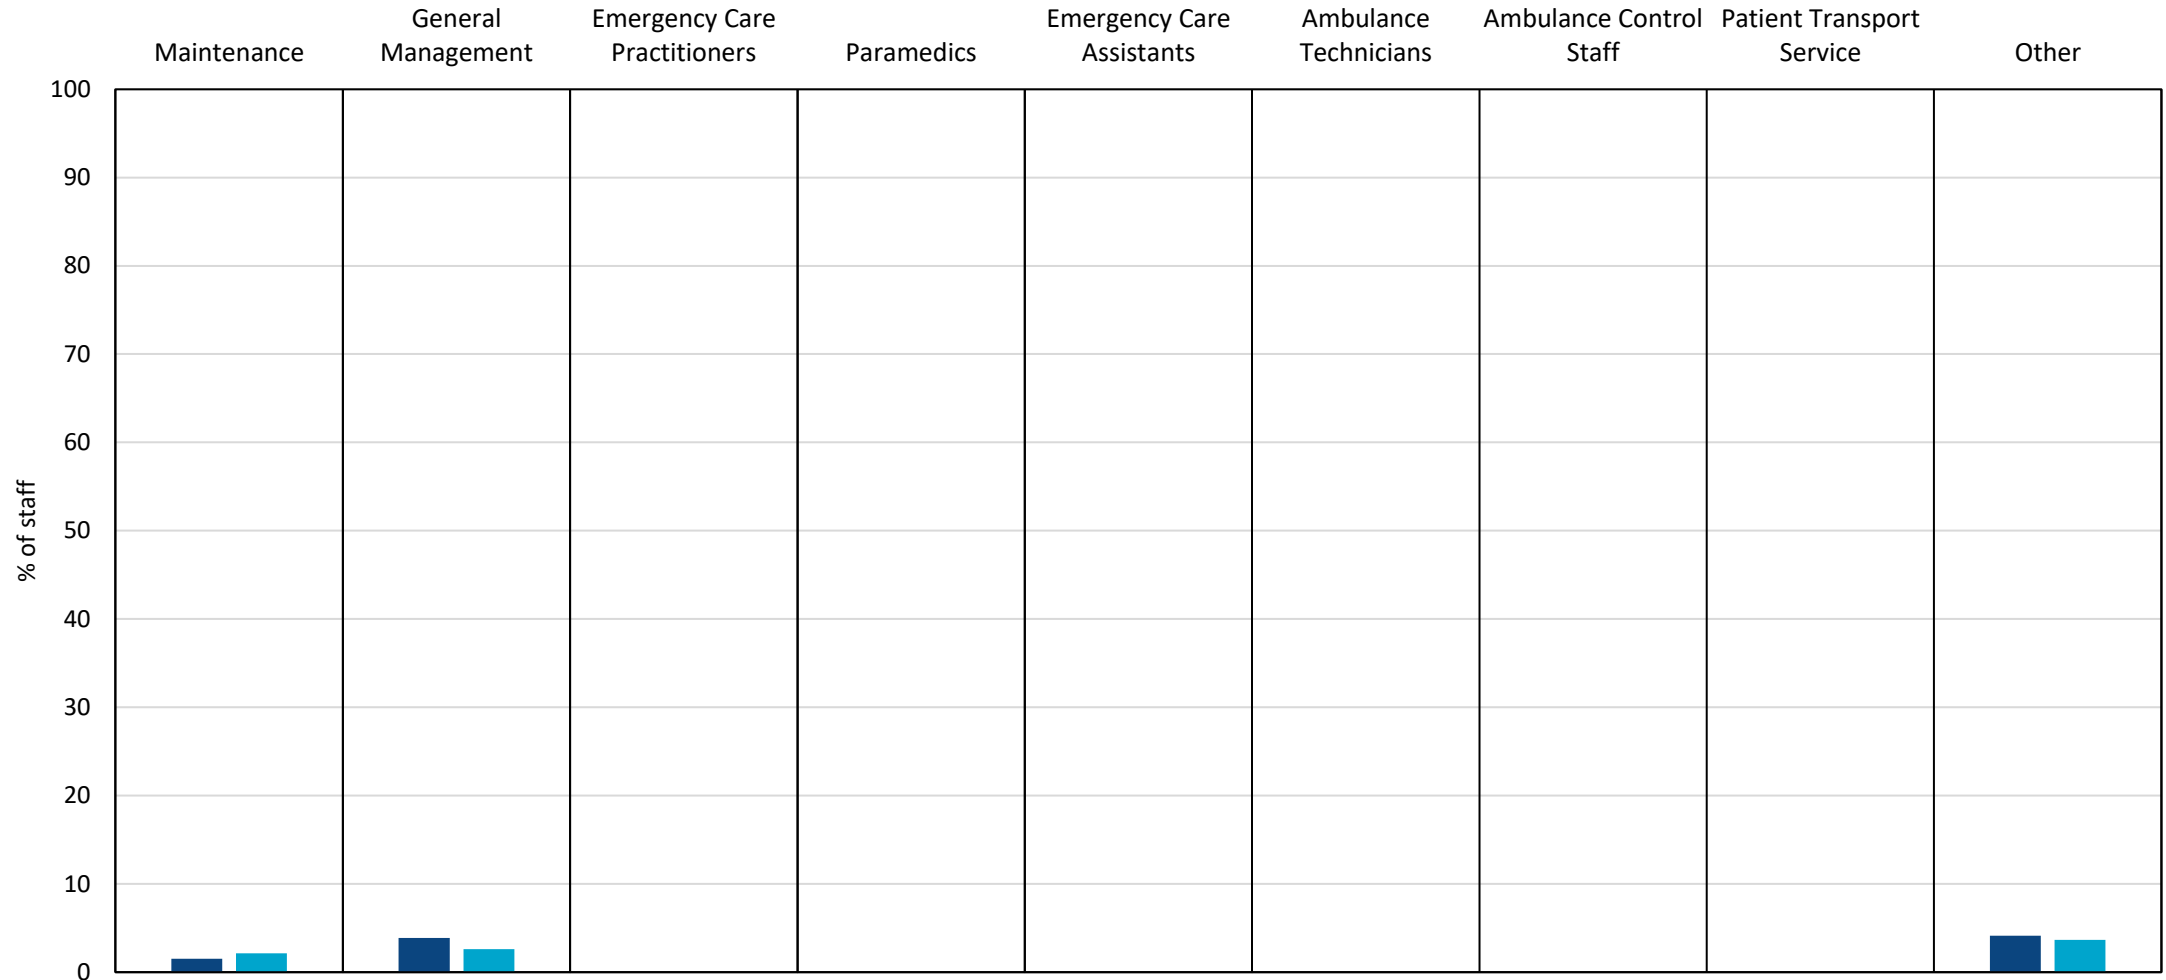 Maintenance
General
Management
Emergency Care
Practitioners
Paramedics
Emergency Care
Assistants
Ambulance
Technicians
Ambulance Control
Staff
Patient Transport
Service
Other
100
90
80
70
60
50
40
30
20
10
0
% of staff